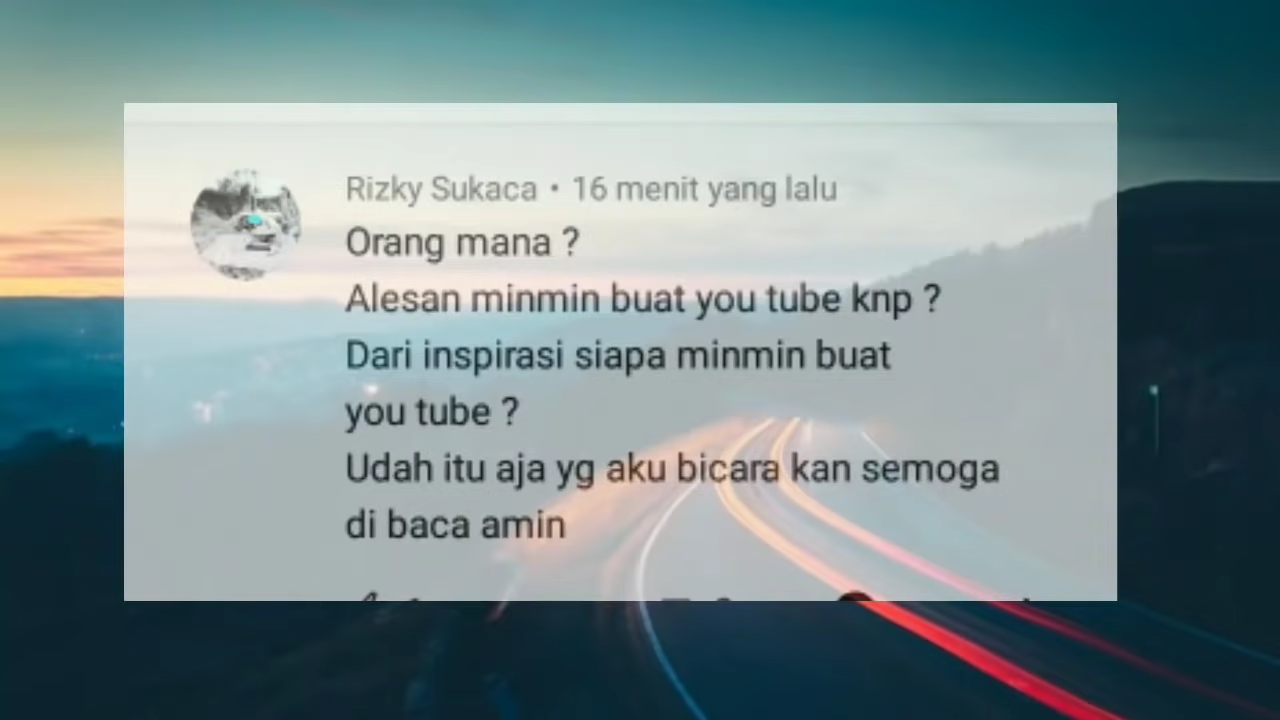 Rizky Sukaca • 16 menit yang lalu
Orang mana ?
Alesan minmin buat you tube knp ?
Dari inspirasi siapa minmin buat
you tube ?
Udah itu aja yg aku bicara kan semoga
di baca amin